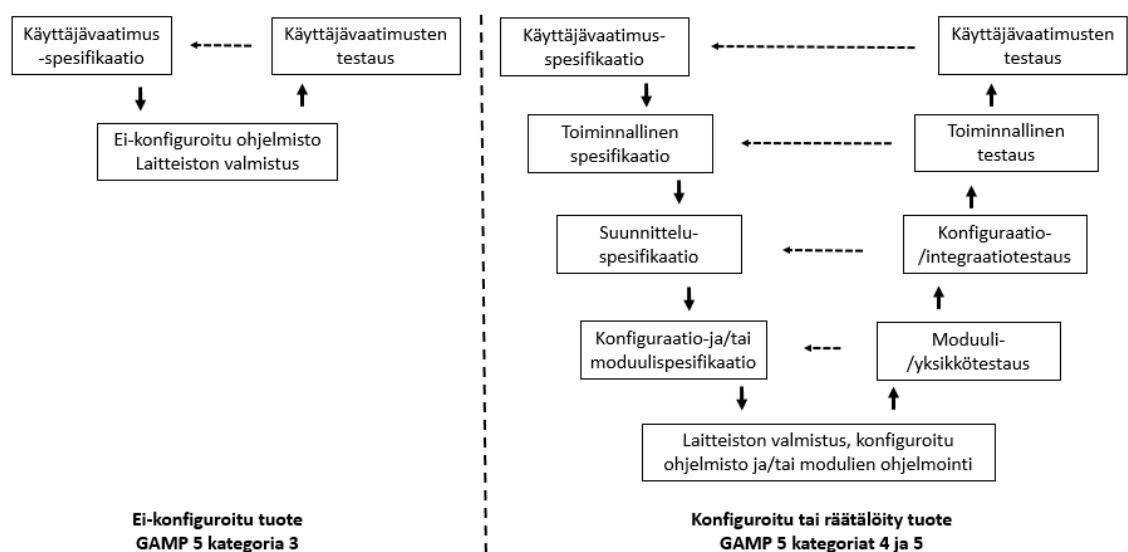 Käyttäjävaatimus
-spesifikaatio
Käyttäjävaatimusten
testaus
Ei-konfiguroitu ohjelmisto
Laitteiston valmistus
Ei-konfiguroitu tuote
GAMP 5 kategoria 3
Käyttäjävaatimus-
spesifikaatio
Käyttäjävaatimusten
testaus
Toiminnallinen
spesifikaatio
Toiminnallinen
testaus
Suunnittelu-
spesifikaatio
Konfiguraatio-
/integraatiotestaus
Konfiguraatio-ja/tai
moduulispesifikaatio
Moduuli-
/yksikkötestaus
Laitteiston valmistus, konfiguroitu
ohjelmisto ja/tai modulien ohjelmointi
Konfiguroitu tai räätälöity tuote
GAMP 5 kategoriat 4 ja 5